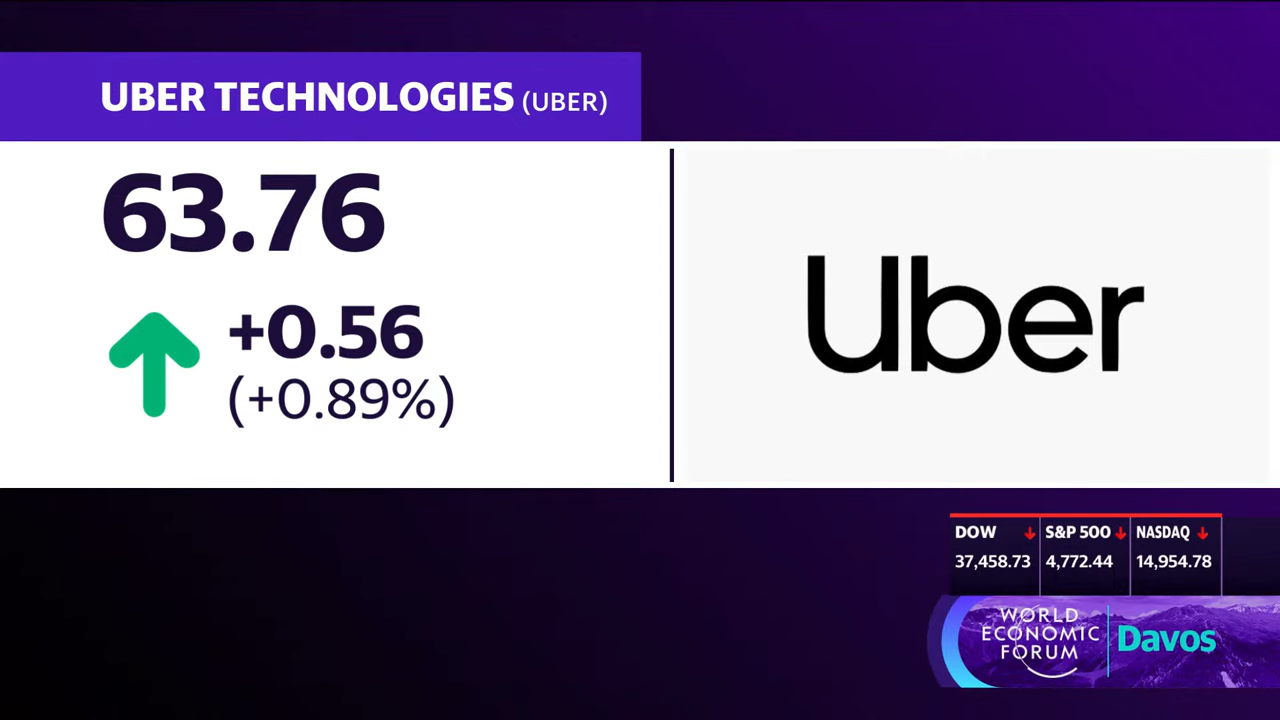 UBER TECHNOLOGIES (UBER)
63.76
+0.56
(+0.89%)
Uber
DOW
37,458.73
S&P 500
4,772.44
NASDAQ
14,954.78
WORLD
ECONOMIC
FORUM
Davos